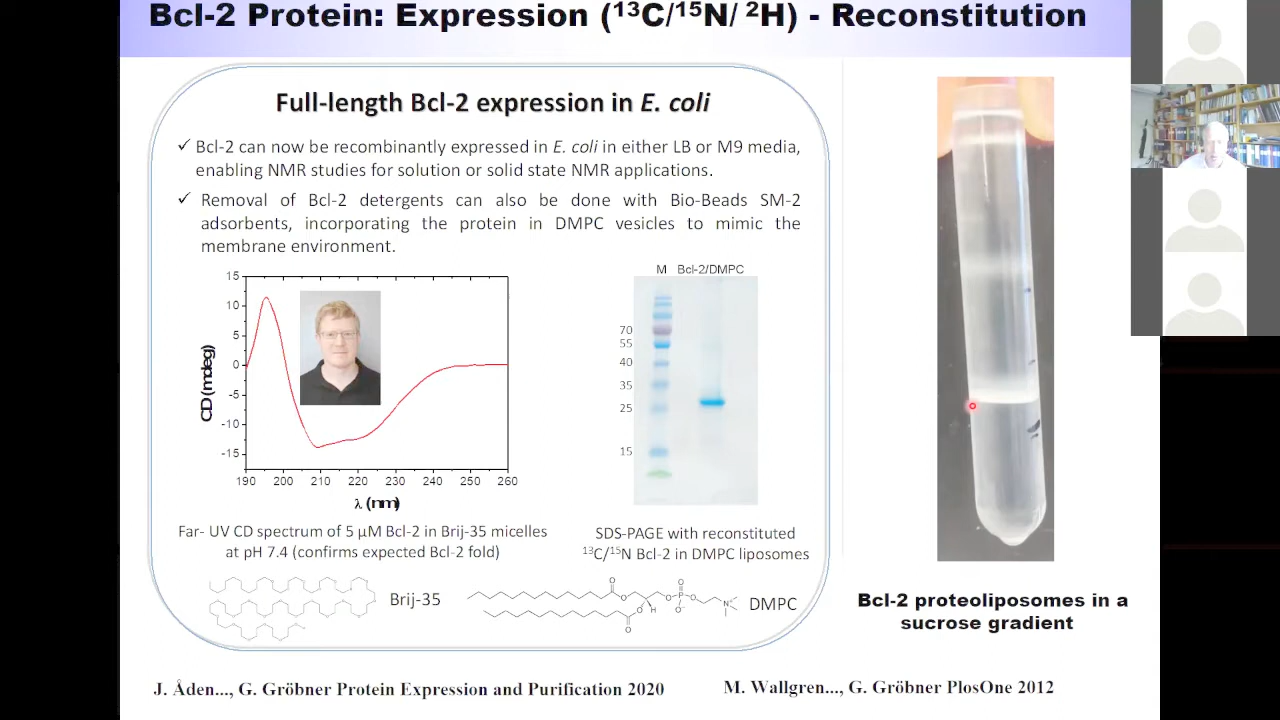 Bcl-2 Protein: Expression (¹³C/¹⁵N/ ²H) - Reconstitution
Full-length Bcl-2 expression in E. coli
✓ Bcl-2 can now be recombinantly expressed in E. coli in either LB or M9 media,
enabling NMR studies for solution or solid state NMR applications.
✓ Removal of Bcl-2 detergents can also be done with Bio-Beads SM-2
adsorbents, incorporating the protein in DMPC vesicles to mimic the
membrane environment.
15
10
5
0
-5
-10
-15
CD (mdeg)
190 200 210 220 230 240 250 260
λ (nm)
Far- UV CD spectrum of 5 µM Bcl-2 in Brij-35 micelles
at pH 7.4 (confirms expected Bcl-2 fold)
M Bcl-2/DMPC
70
55
40
35
25
15
SDS-PAGE with reconstituted
¹³C/¹⁵N Bcl-2 in DMPC liposomes
Brij-35
O
O
O
P
O
O
O⁻
N⁺
H
O
O
DMPC
Bcl-2 proteoliposomes in a
sucrose gradient
J. Åden..., G. Gröbner Protein Expression and Purification 2020
M. Wallgren..., G. Gröbner PlosOne 2012